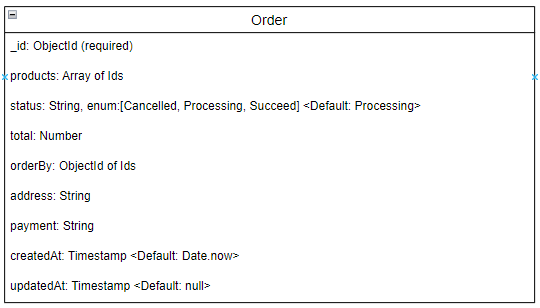 Order
_id: ObjectId (required)
products: Array of Ids
status: String, enum:[Cancelled, Processing, Succeed] <Default: Processing>
total: Number
orderBy: ObjectId of Ids
address: String
payment: String
createdAt: Timestamp <Default: Date.now>
updatedAt: Timestamp <Default: null>